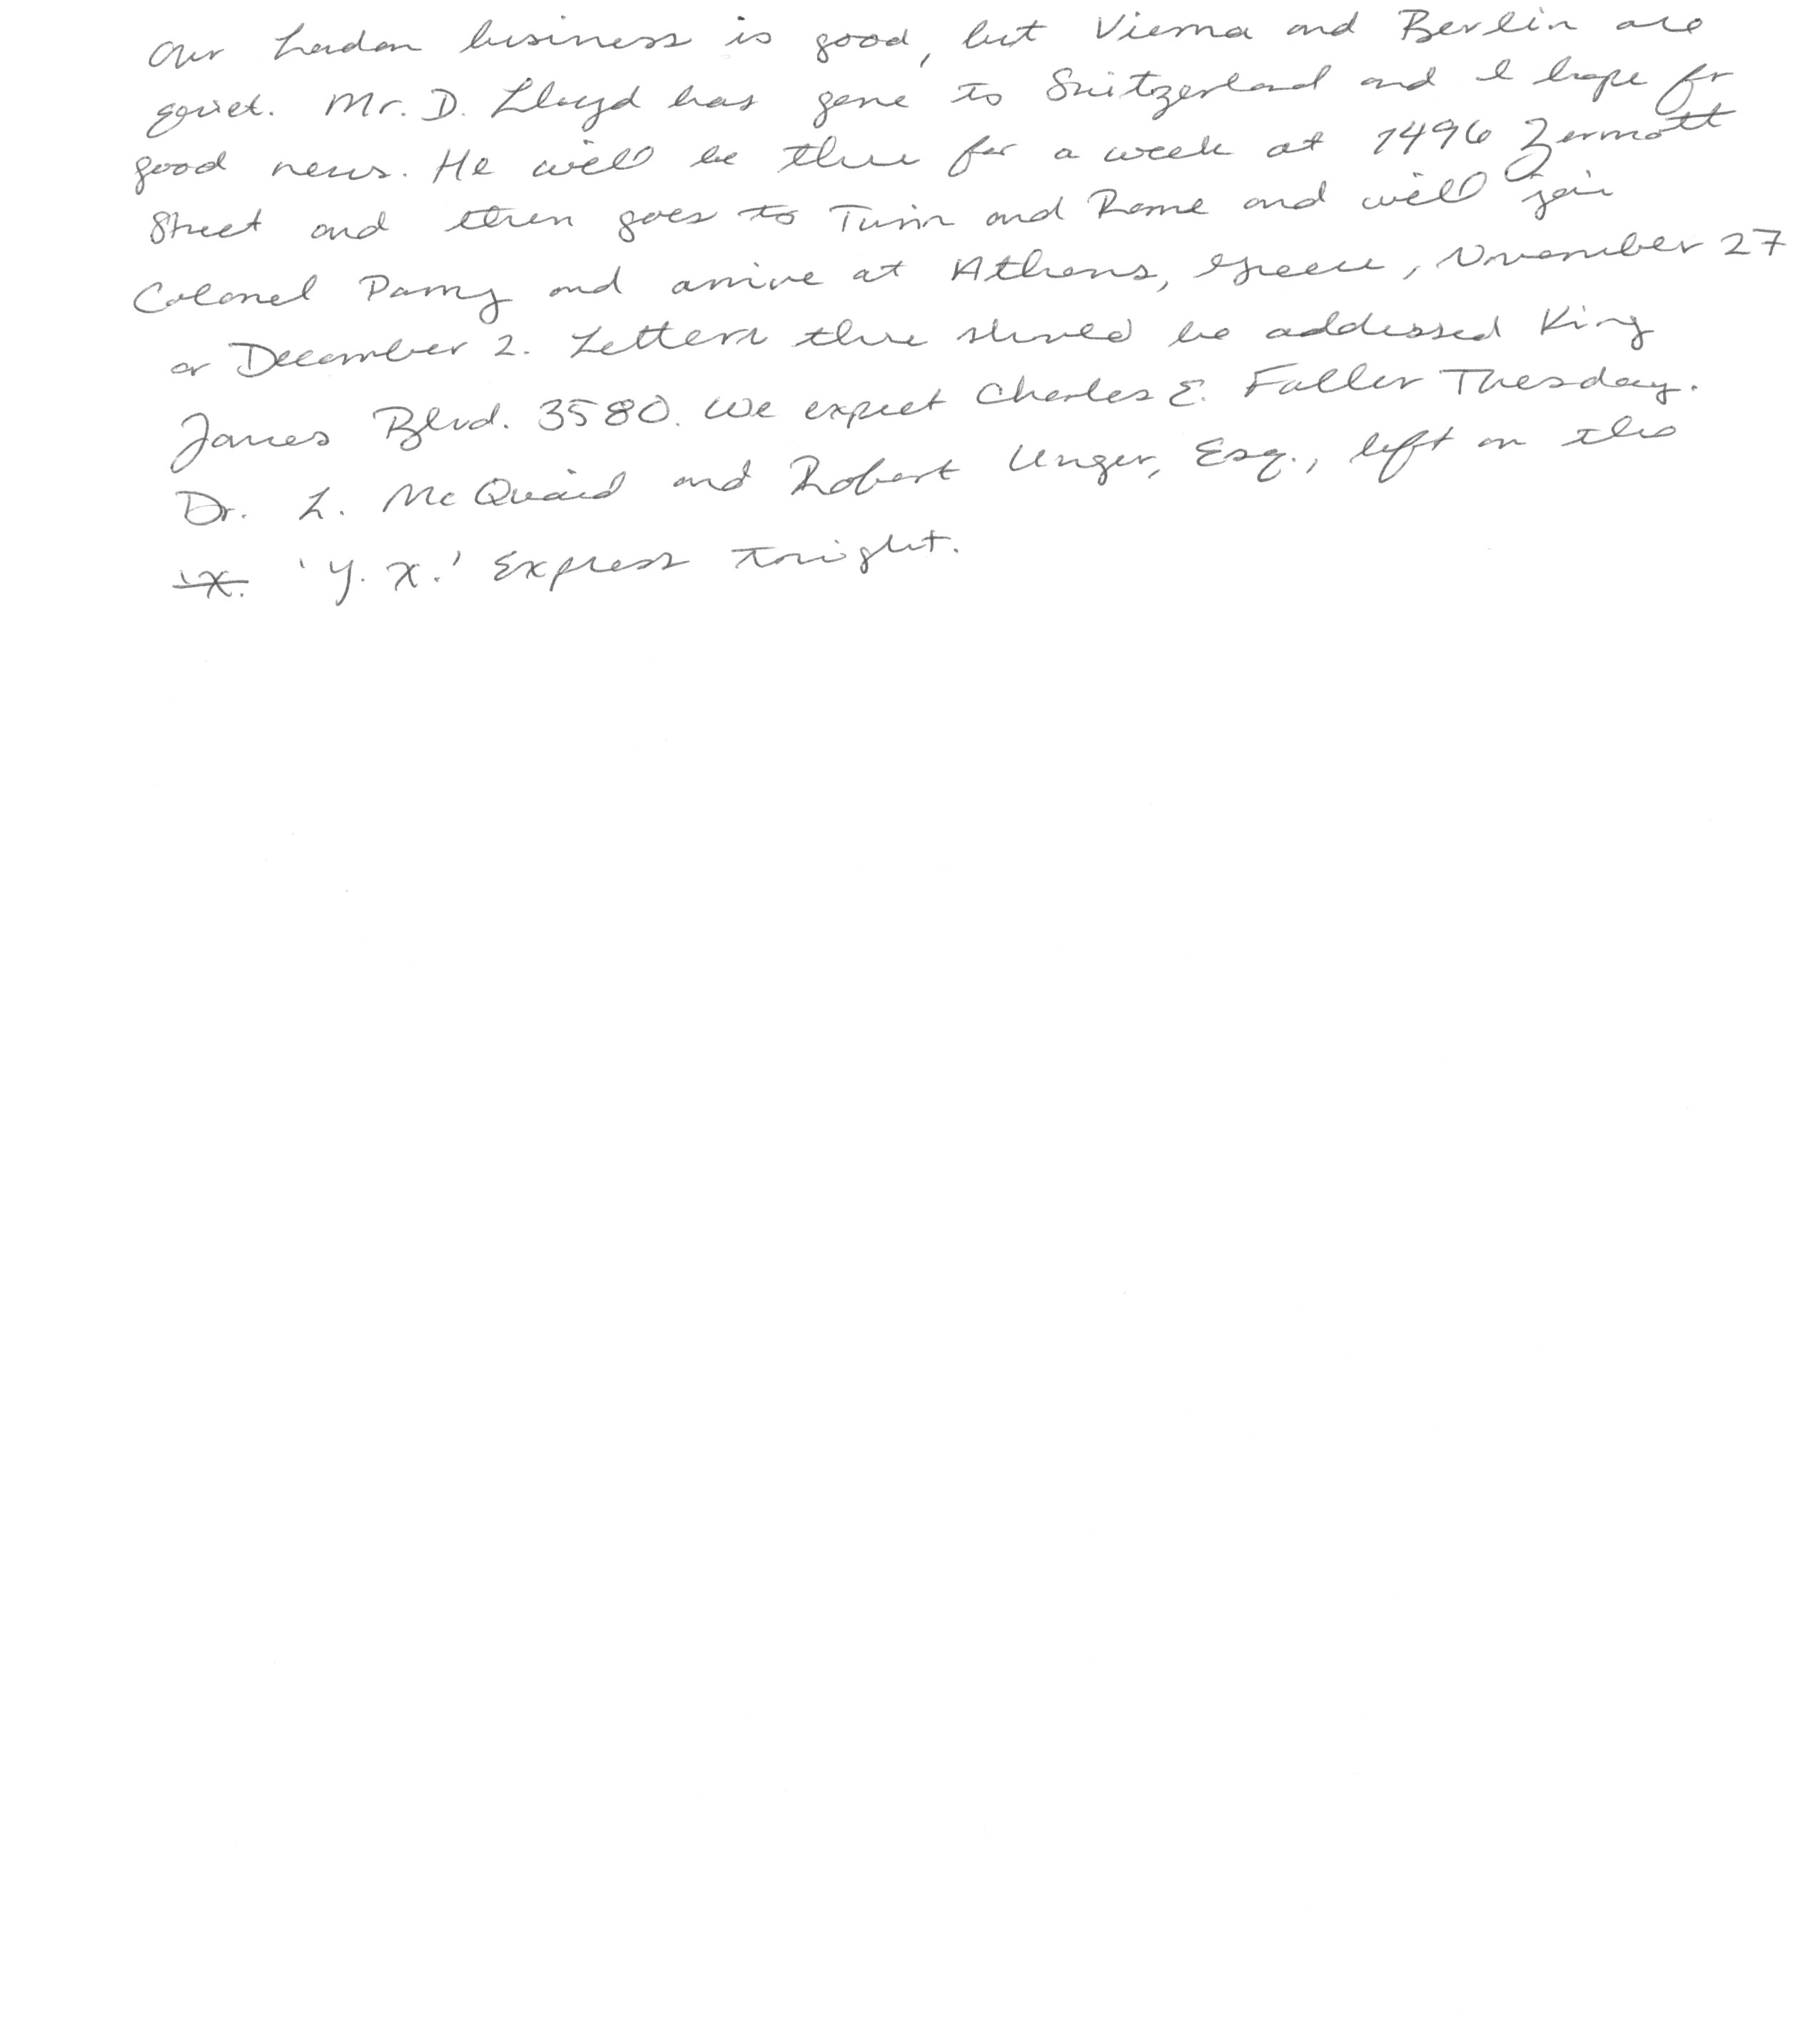 Our London business is good, but Vienna and Berlin are
quiet. Mr. D. Lloyd has gone to Switzerland and I hope for
good news. He will be there for a week at 1496 Zermott
Street and then goes to Turin and Rome and will join
Colonel Parry and arrive at Athens, Greece, November 27
or December 2. Letters there should be addressed King
James Blvd. 3580. We expect Charles E. Fuller Tuesday.
Dr. L. McQuaid and Robert Unger, Esq., left on the
'X. 'Y. X.' Express tonight.